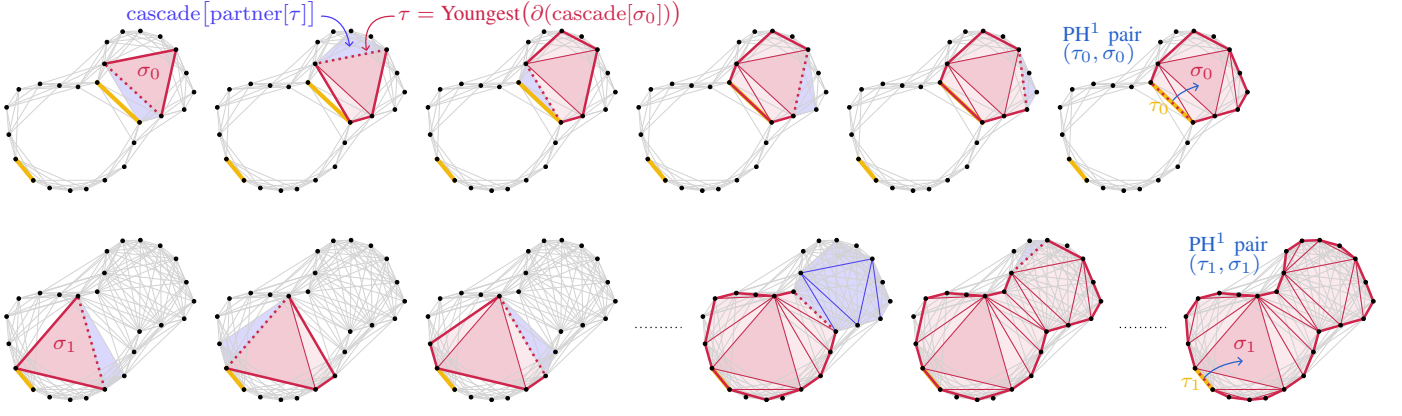 cascade[partner[τ]]
τ = Youngest(∂(cascade[σ₀]))
σ₀
PH¹ pair
(τ₀, σ₀)
σ₀
τ₀
σ₁
..........
..........
PH¹ pair
(τ₁, σ₁)
σ₁
τ₁